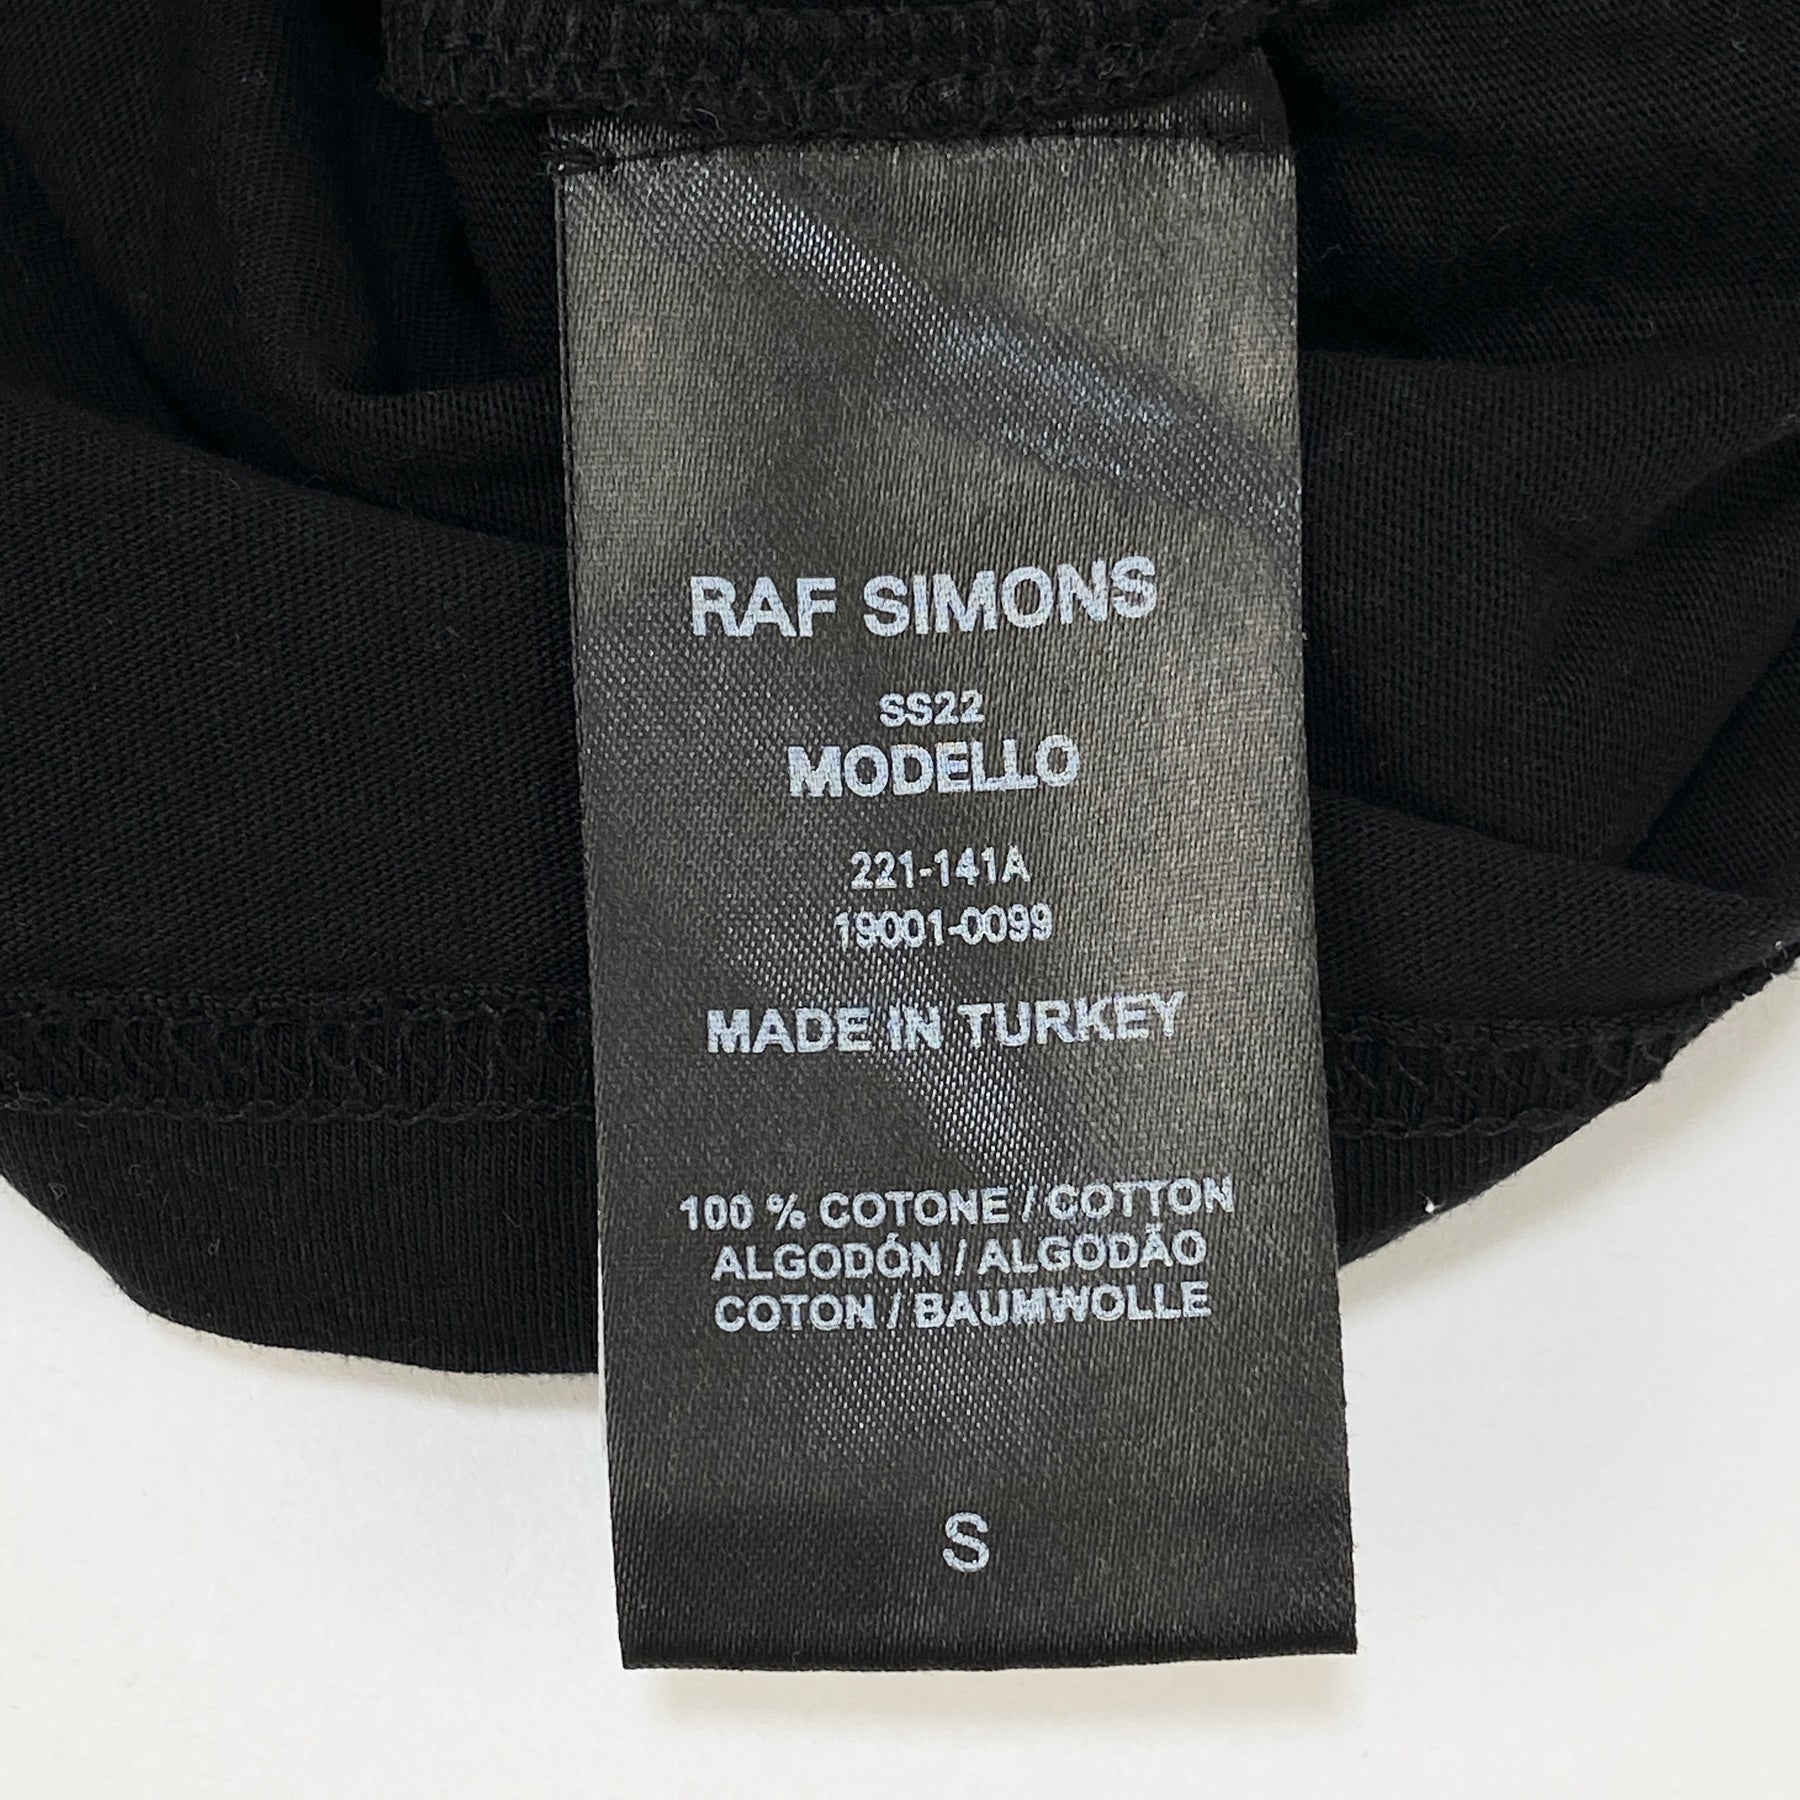 RAF SIMONS
SS22
MODELLO
221-141A
19001-0099
MADE IN TURKEY
100 % COTONE / COTTON
ALGODÓN / ALGODÃO
COTON / BAUMWOLLE
S